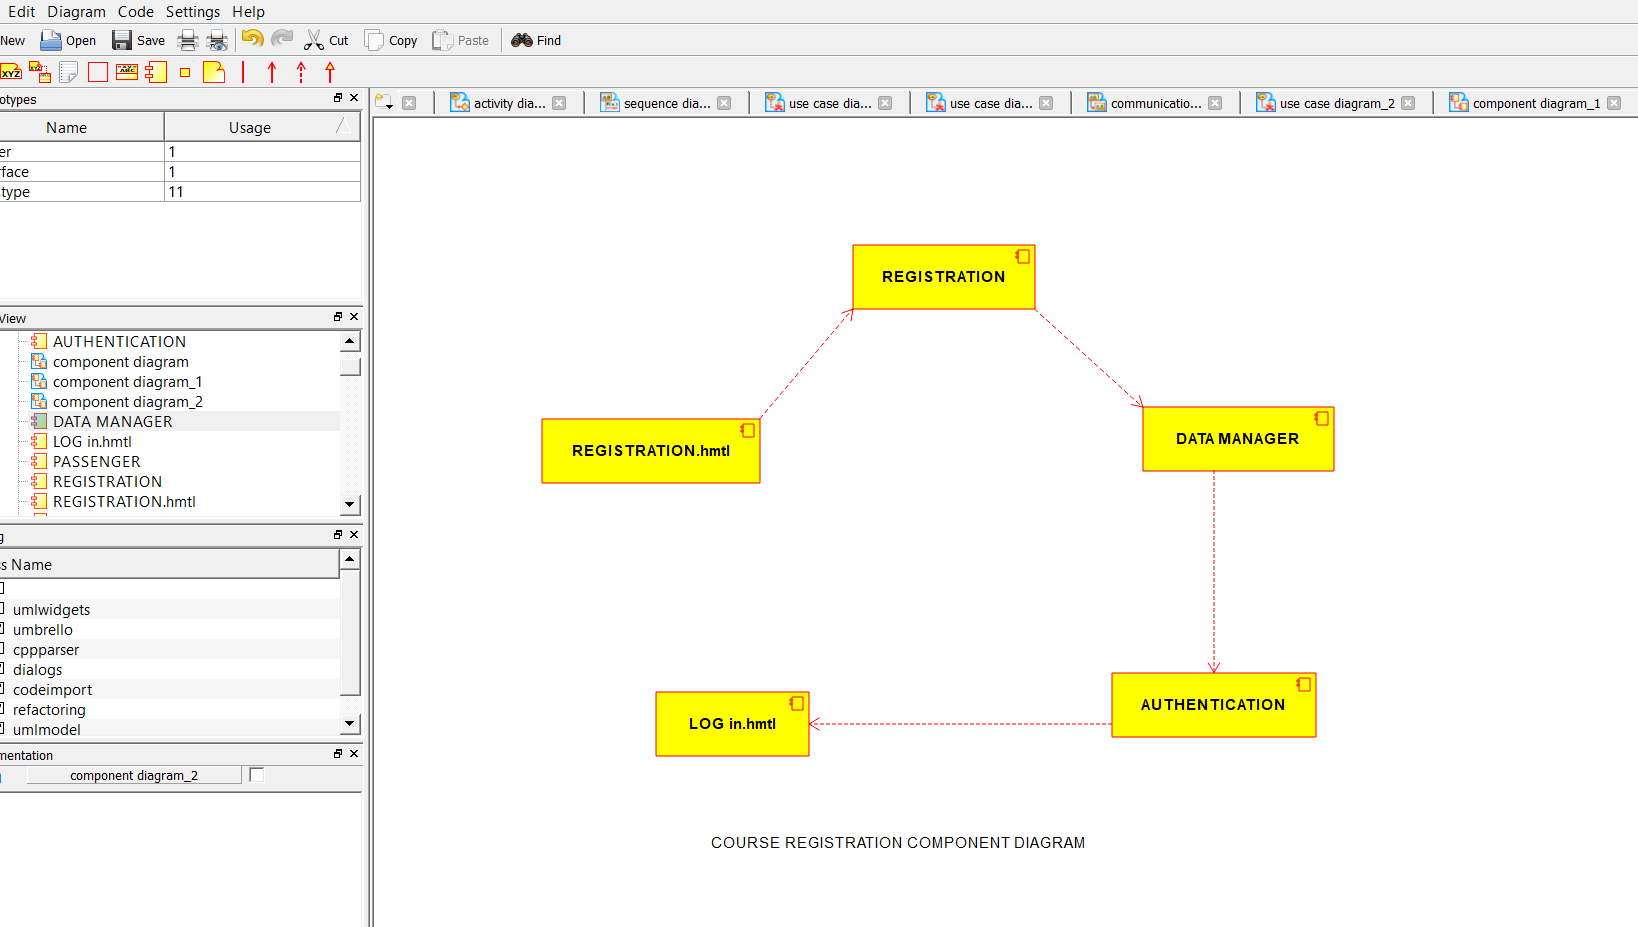 Edit Diagram Code Settings Help
New Open Save Cut Copy Paste Find
XYZ XYZ ABC
otypes
Name Usage
er 1
rface 1
type 11
View
AUTHENTICATION
component diagram
component diagram_1
component diagram_2
DATA MANAGER
LOG in.hmtl
PASSENGER
REGISTRATION
REGISTRATION.hmtl
g
s Name
umlwidgets
umbrello
cppparser
dialogs
codeimport
refactoring
umlmodel
mentation
component diagram_2
activity dia... sequence dia... use case dia... use case dia... communicatio... use case diagram_2 component diagram_1
REGISTRATION
REGISTRATION.hmtl
DATA MANAGER
AUTHENTICATION
LOG in.hmtl
COURSE REGISTRATION COMPONENT DIAGRAM